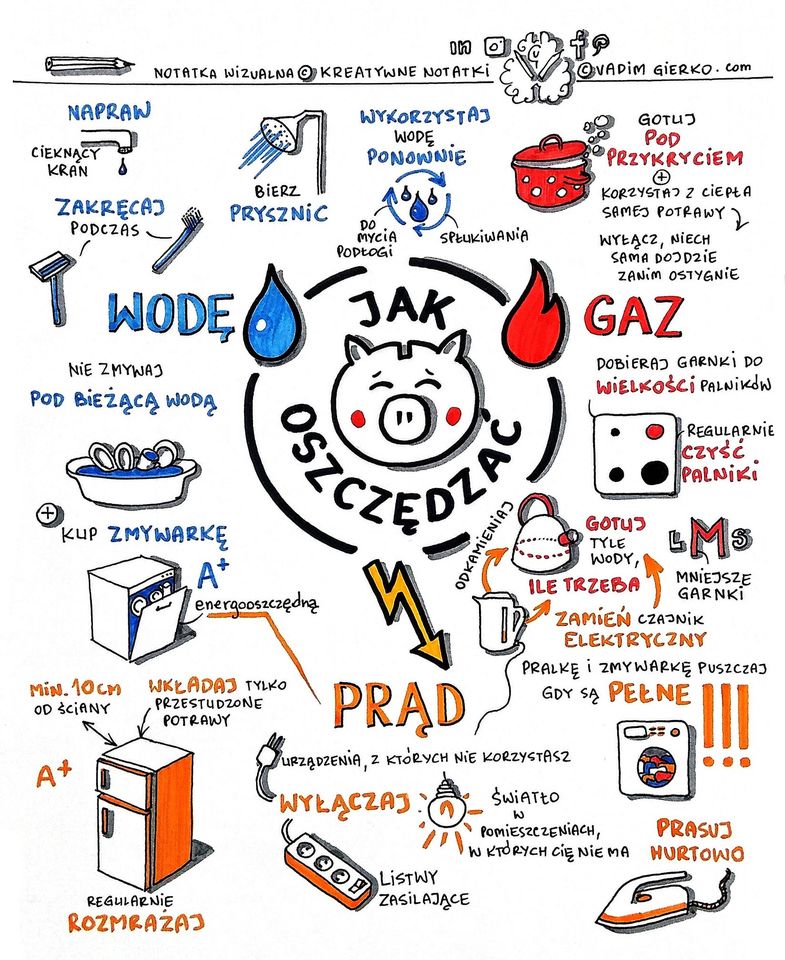 in
NOTATKA WIZUALNA © KREATYWNE NOTATKI
© VADIM GIERKO.com
NAPRAW
CIEKNĄCY
KRAN
ZAKRĘCAJ
PODCZAS
BIERZ
PRYSZNIC
WYKORZYSTAJ
WODĘ
PONOWNIE
DO
MYCIA
PODŁOGI
SPŁUKIWANIA
GOTUJ
POD
PRZYKRYCIEM
+
KORZYSTAJ Z CIEPŁA
SAMEJ POTRAWY
WYŁĄCZ, NIECH
SAMA DOJDZIE
ZANIM OSTYGNIE
WODĘ
JAK
OSZCZĘDZAĆ
GAZ
NIE ZMYWAJ
POD BIEŻĄCĄ WODĄ
+
KUP ZMYWARKĘ
A+
energooszczędną
DOBIERAJ GARNKI DO
WIELKOŚCI PALNIKÓW
REGULARNIE
CZYŚĆ
PALNIKI
ODKAMIENIAJ
GOTUJ
TYLE
WODY,
ILE TRZEBA
L M S
MNIEJSZE
GARNKI
ZAMIEŃ CZAJNIK
ELEKTRYCZNY
PRĄD
PRALKĘ i ZMYWARKĘ PUSZCZAJ
GDY SĄ PEŁNE !!!
MIN. 10CM
OD ŚCIANY
WKŁADAJ TYLKO
PRZESTUDZONE
POTRAWY
A+
REGULARNIE
ROZMRAŻAJ
URZĄDZENIA, Z KTÓRYCH NIE KORZYSTASZ
WYŁĄCZAJ
ŚWIATŁO
W
POMIESZCZENIACH,
W KTÓRYCH CIĘ NIE MA
LISTWY
ZASILAJĄCE
PRASUJ
HURTOWO